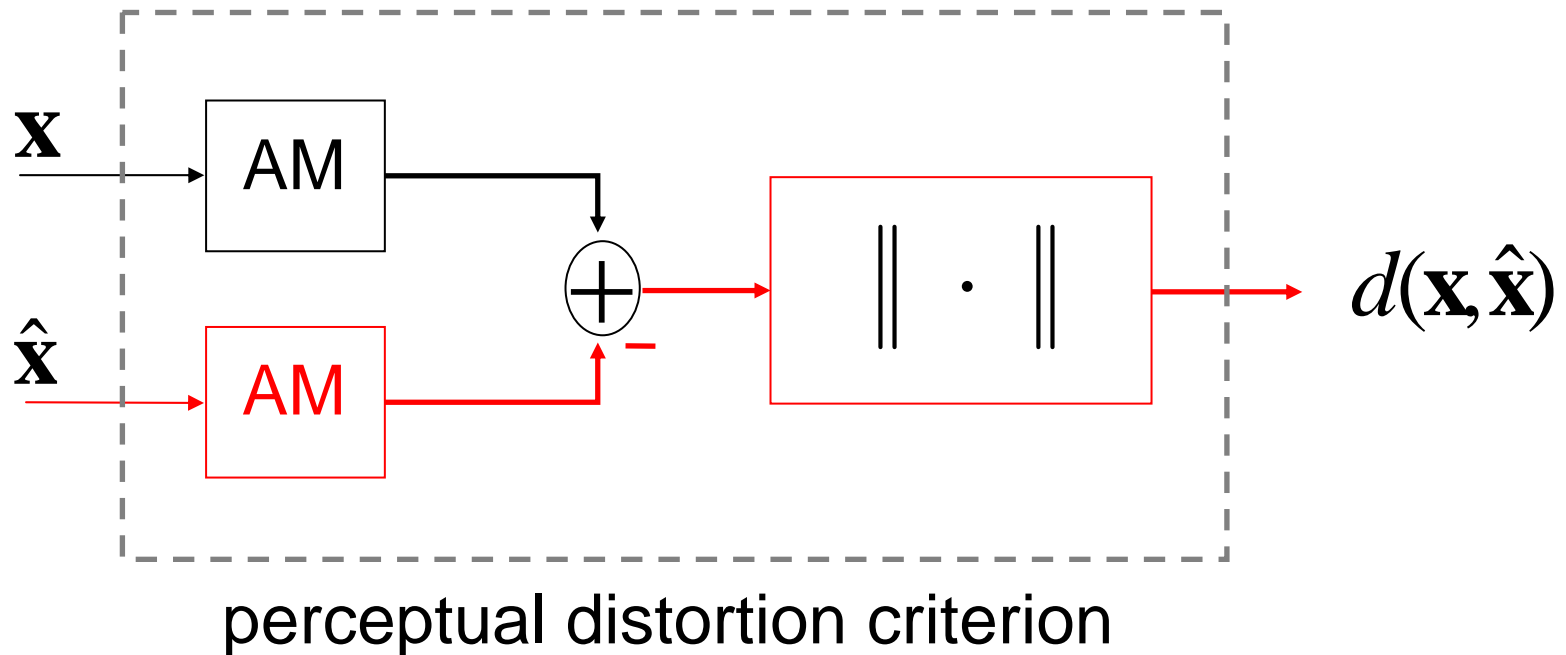 x
AM
+
‖ · ‖
d(x, x̂)
x̂
AM
−
perceptual distortion criterion